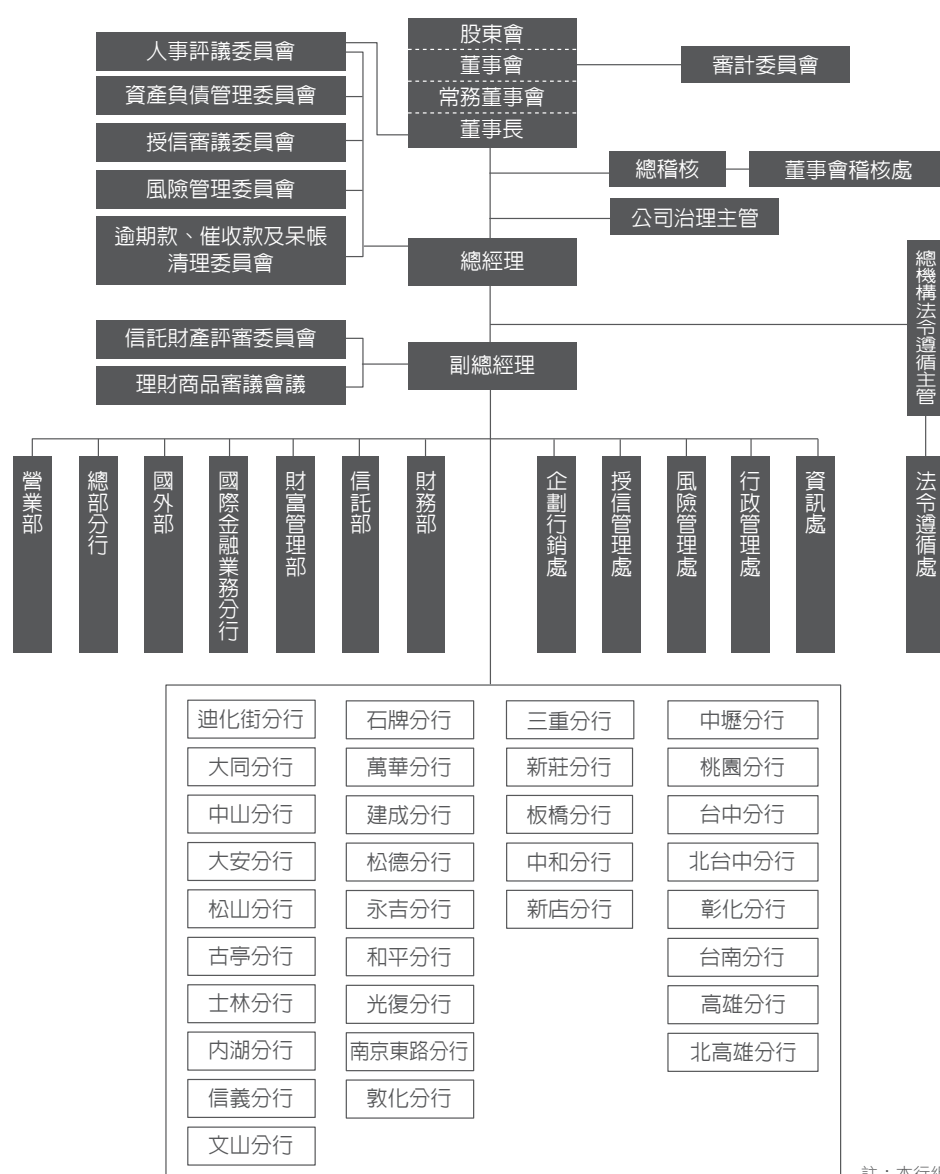 股東會
董事會
常務董事會
董事長
審計委員會
人事評議委員會
資產負債管理委員會
授信審議委員會
風險管理委員會
逾期款、催收款及呆帳
清理委員會
總稽核
董事會稽核處
公司治理主管
總經理
總機構法令遵循主管
信託財產評審委員會
理財商品審議會議
副總經理
營業部
總部分行
國外部
國際金融業務分行
財富管理部
信託部
財務部
企劃行銷處
授信管理處
風險管理處
行政管理處
資訊處
法令遵循處
迪化街分行
大同分行
中山分行
大安分行
松山分行
古亭分行
士林分行
內湖分行
信義分行
文山分行
石牌分行
萬華分行
建成分行
松德分行
永吉分行
和平分行
光復分行
南京東路分行
敦化分行
三重分行
新莊分行
板橋分行
中和分行
新店分行
中壢分行
桃園分行
台中分行
北台中分行
彰化分行
台南分行
高雄分行
北高雄分行